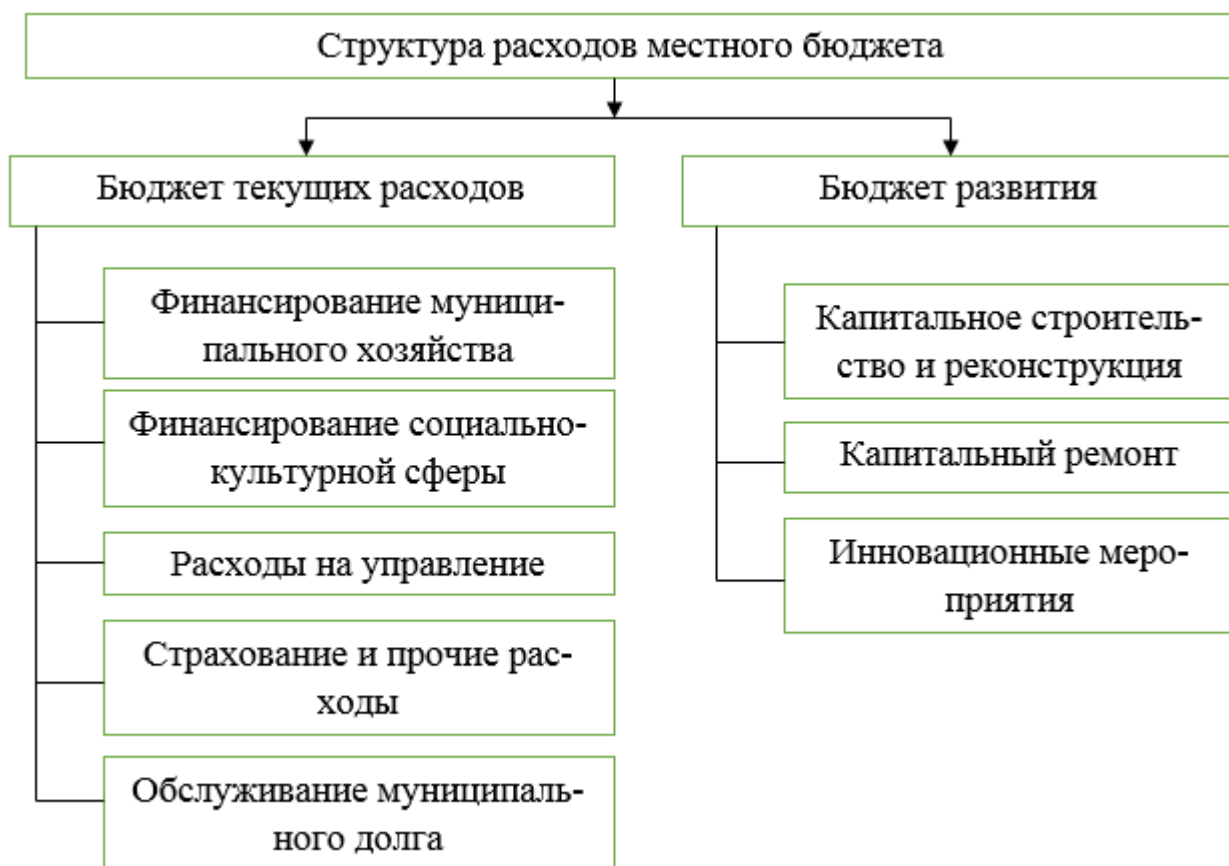 Структура расходов местного бюджета
Бюджет текущих расходов
Финансирование муници-
пального хозяйства
Финансирование социально-
культурной сферы
Расходы на управление
Страхование и прочие рас-
ходы
Обслуживание муниципаль-
ного долга
Бюджет развития
Капитальное строитель-
ство и реконструкция
Капитальный ремонт
Инновационные меро-
приятия